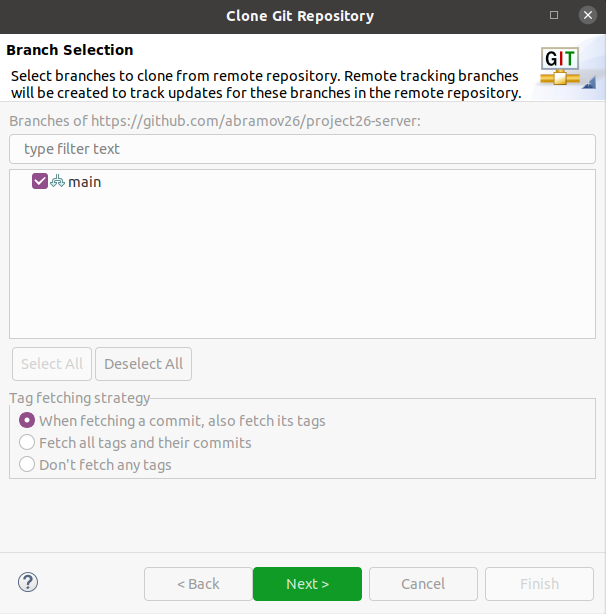 Clone Git Repository
Branch Selection
Select branches to clone from remote repository. Remote tracking branches
will be created to track updates for these branches in the remote repository.
GIT
Branches of https://github.com/abramov26/project26-server:
type filter text
main
Select All
Deselect All
Tag fetching strategy
When fetching a commit, also fetch its tags
Fetch all tags and their commits
Don't fetch any tags
?
< Back
Next >
Cancel
Finish